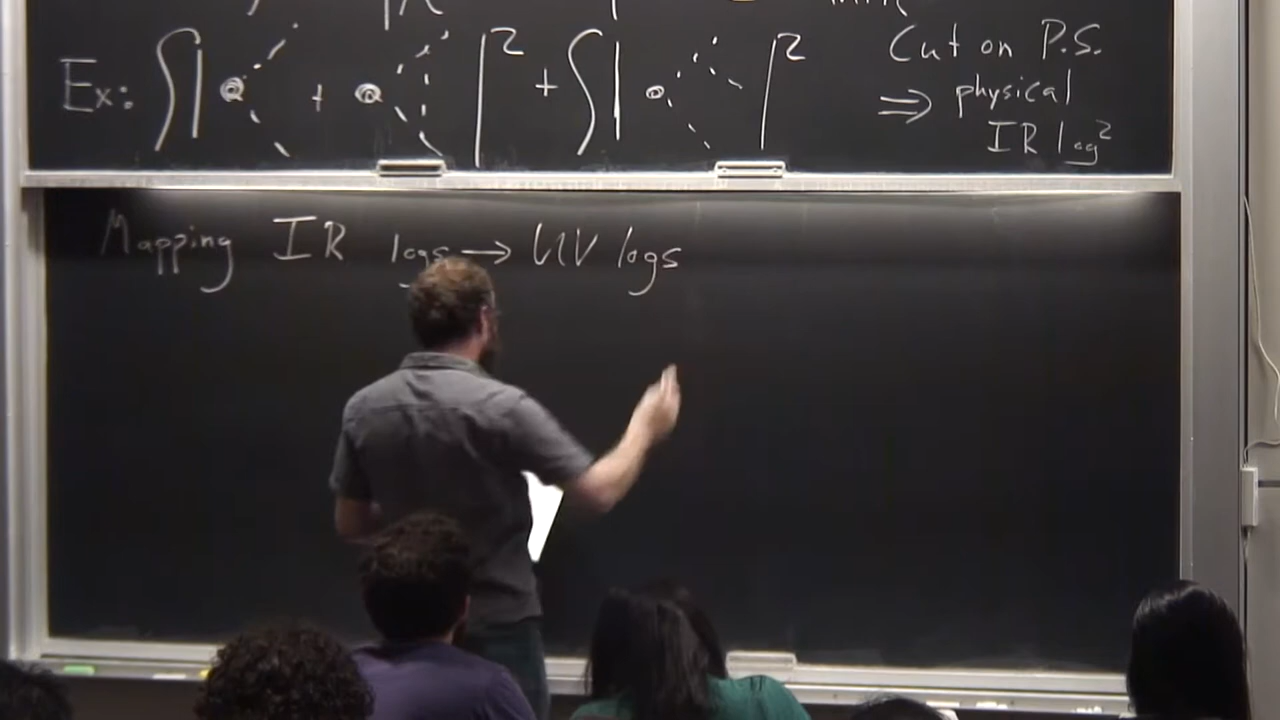 Ex: ∫| + |² + ∫| |²
Cut on P.S.
⇒ physical
IR log²
Mapping IR logs → UV logs